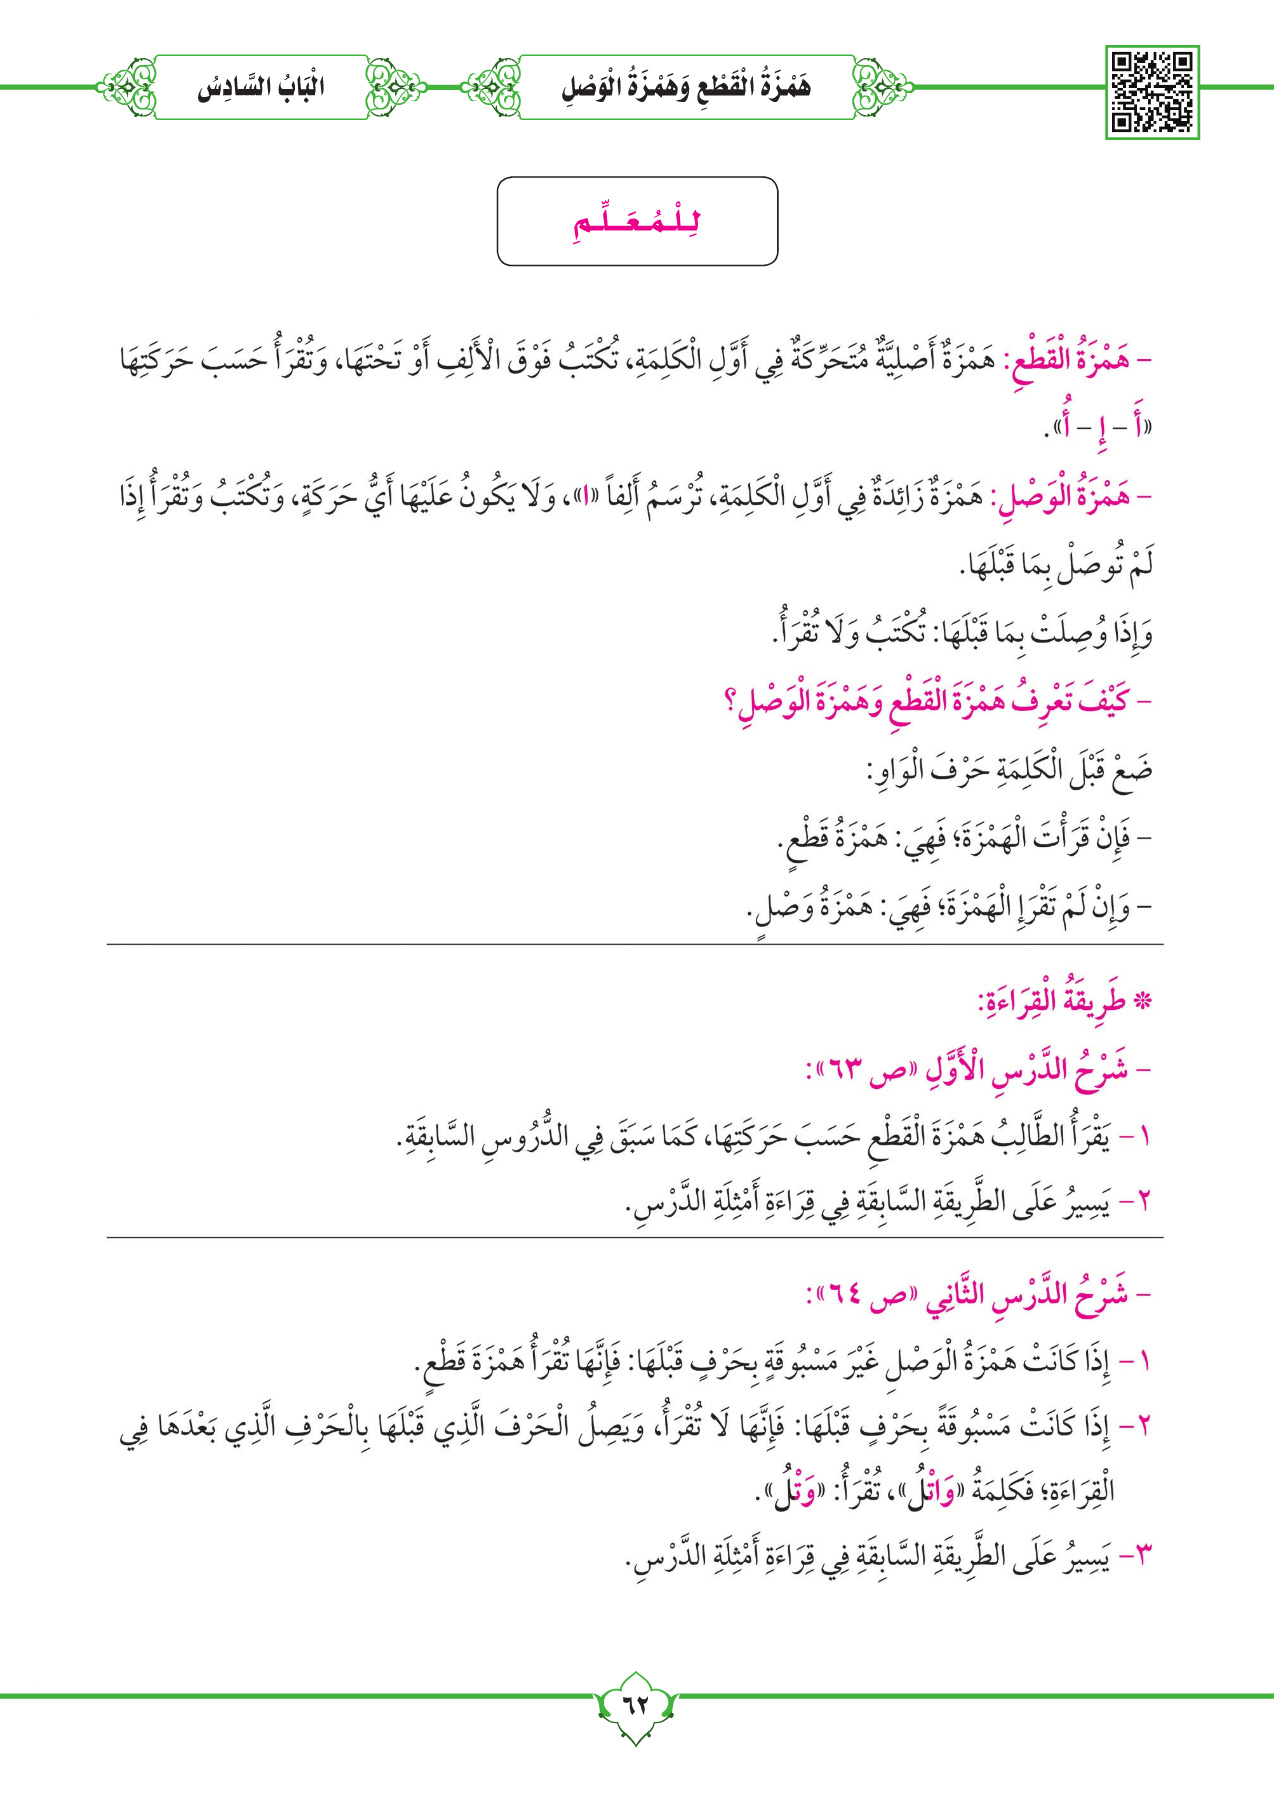 هَمْزَةُ الْقَطْعِ وَهَمْزَةُ الْوَصْلِ
الْبَابُ السَّادِسُ
لِلْمُعَلِّمِ
– هَمْزَةُ الْقَطْعِ: هَمْزَةٌ أَصْلِيَّةٌ مُتَحَرِّكَةٌ فِي أَوَّلِ الْكَلِمَةِ، تُكْتَبُ فَوْقَ الْأَلِفِ أَوْ تَحْتَهَا، وَتُقْرَأُ حَسَبَ حَرَكَتِهَا
«أَ – إِ – أُ».
– هَمْزَةُ الْوَصْلِ: هَمْزَةٌ زَائِدَةٌ فِي أَوَّلِ الْكَلِمَةِ، تُرْسَمُ أَلِفاً «ا»، وَلَا يَكُونُ عَلَيْهَا أَيُّ حَرَكَةٍ، وَتُكْتَبُ وَتُقْرَأُ إِذَا
لَمْ تُوصَلْ بِمَا قَبْلَهَا.
وَإِذَا وُصِلَتْ بِمَا قَبْلَهَا: تُكْتَبُ وَلَا تُقْرَأُ.
– كَيْفَ تَعْرِفُ هَمْزَةَ الْقَطْعِ وَهَمْزَةَ الْوَصْلِ؟
ضَعْ قَبْلَ الْكَلِمَةِ حَرْفَ الْوَاوِ:
– فَإِنْ قَرَأْتَ الْهَمْزَةَ؛ فَهِيَ: هَمْزَةُ قَطْعٍ.
– وَإِنْ لَمْ تَقْرَإِ الْهَمْزَةَ؛ فَهِيَ: هَمْزَةُ وَصْلٍ.
❊ طَرِيقَةُ الْقِرَاءَةِ:
– شَرْحُ الدَّرْسِ الْأَوَّلِ «ص ٦٣»:
١– يَقْرَأُ الطَّالِبُ هَمْزَةَ الْقَطْعِ حَسَبَ حَرَكَتِهَا، كَمَا سَبَقَ فِي الدُّرُوسِ السَّابِقَةِ.
٢– يَسِيرُ عَلَى الطَّرِيقَةِ السَّابِقَةِ فِي قِرَاءَةِ أَمْثِلَةِ الدَّرْسِ.
– شَرْحُ الدَّرْسِ الثَّانِي «ص ٦٤»:
١– إِذَا كَانَتْ هَمْزَةُ الْوَصْلِ غَيْرَ مَسْبُوقَةٍ بِحَرْفٍ قَبْلَهَا: فَإِنَّهَا تُقْرَأُ هَمْزَةَ قَطْعٍ.
٢– إِذَا كَانَتْ مَسْبُوقَةً بِحَرْفٍ قَبْلَهَا: فَإِنَّهَا لَا تُقْرَأُ، وَيَصِلُ الْحَرْفَ الَّذِي قَبْلَهَا بِالْحَرْفِ الَّذِي بَعْدَهَا فِي
الْقِرَاءَةِ؛ فَكَلِمَةُ «وَاتْلُ»، تُقْرَأُ: «وَتْلُ».
٣– يَسِيرُ عَلَى الطَّرِيقَةِ السَّابِقَةِ فِي قِرَاءَةِ أَمْثِلَةِ الدَّرْسِ.
٦٢